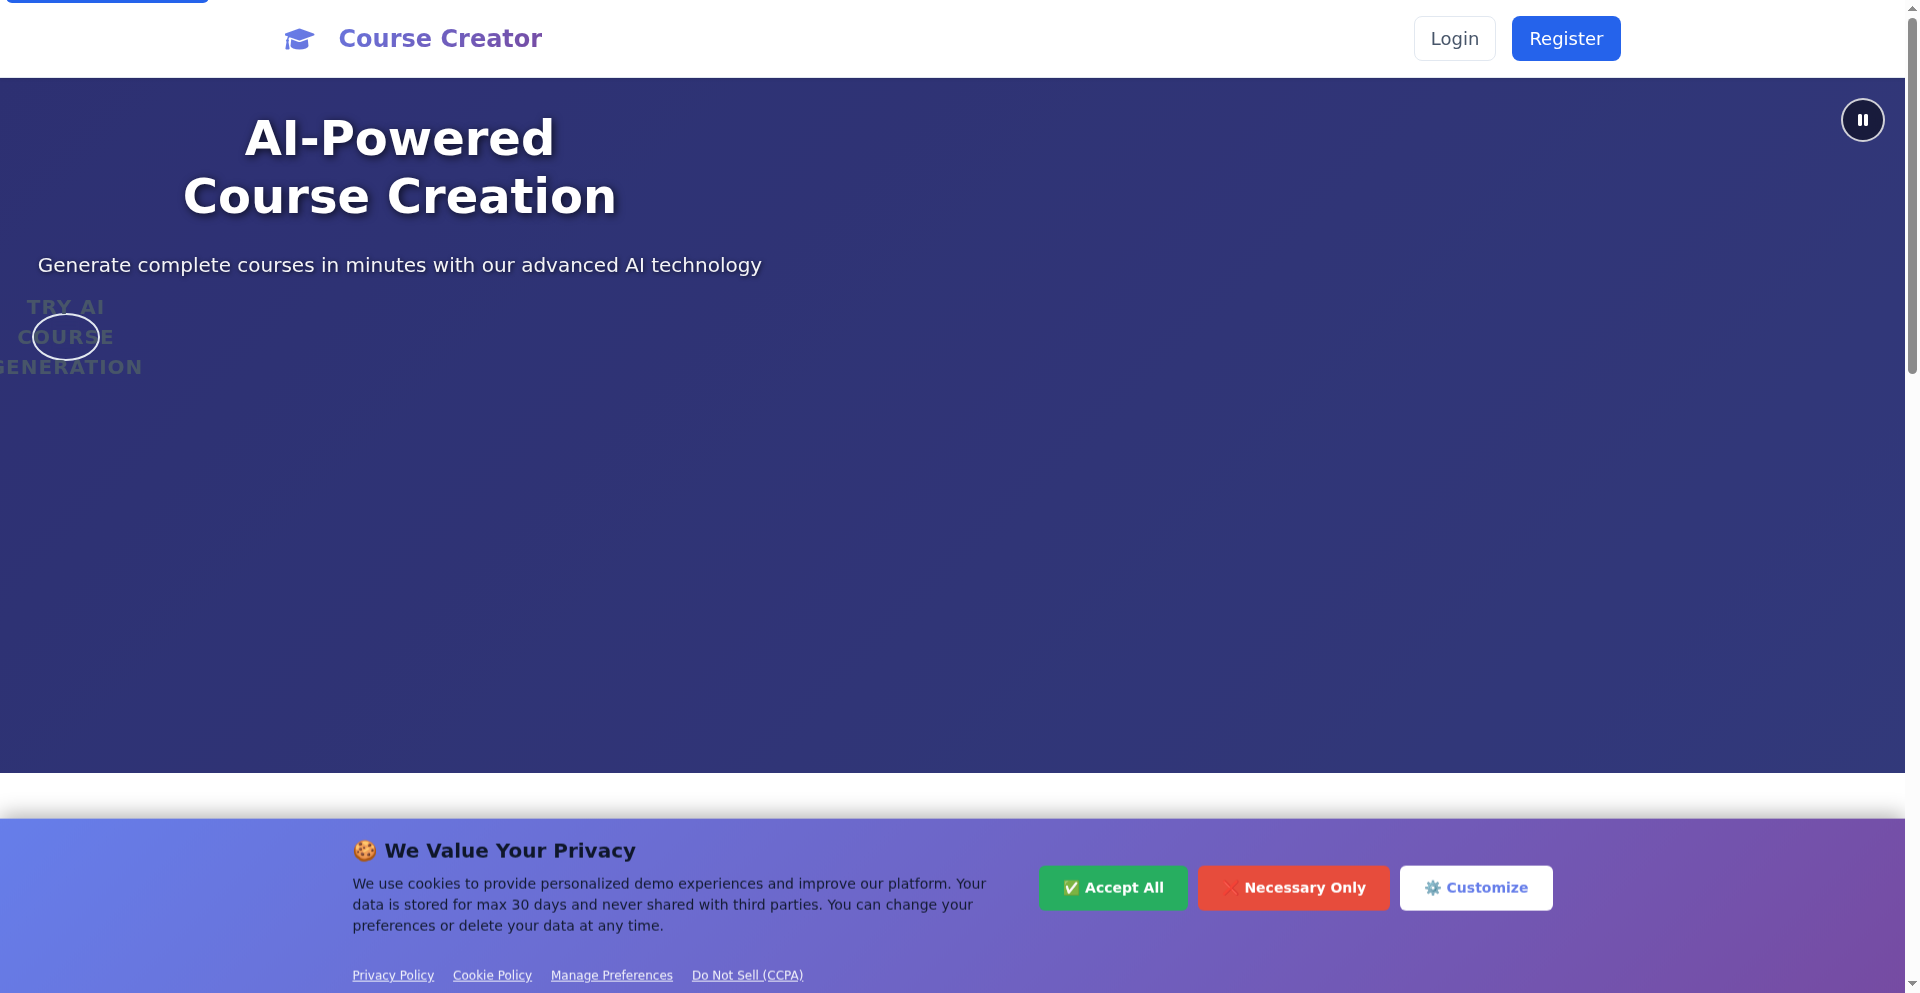 Course Creator
Login
Register
AI-Powered
Course Creation
Generate complete courses in minutes with our advanced AI technology
TRY AI
COURSE
GENERATION
🍪 We Value Your Privacy
We use cookies to provide personalized demo experiences and improve our platform. Your
data is stored for max 30 days and never shared with third parties. You can change your
preferences or delete your data at any time.
✅ Accept All
❌ Necessary Only
⚙️ Customize
Privacy Policy
Cookie Policy
Manage Preferences
Do Not Sell (CCPA)